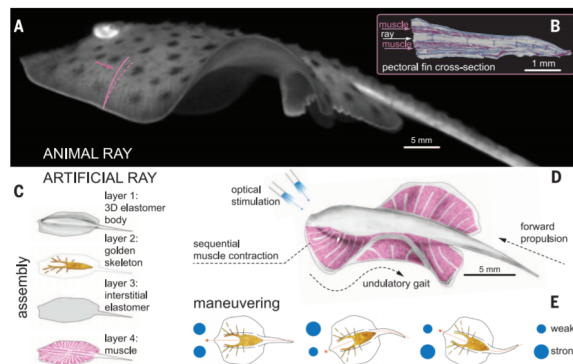 A
B
muscle
ray
muscle
1 mm
pectoral fin cross-section
5 mm
ANIMAL RAY
C
ARTIFICIAL RAY
layer 1:
3D elastomer
body
layer 2:
golden
skeleton
layer 3:
interstitial
elastomer
layer 4:
muscle
assembly
D
optical
stimulation
sequential
muscle contraction
forward
propulsion
5 mm
undulatory gait
maneuvering
E
weak
strong